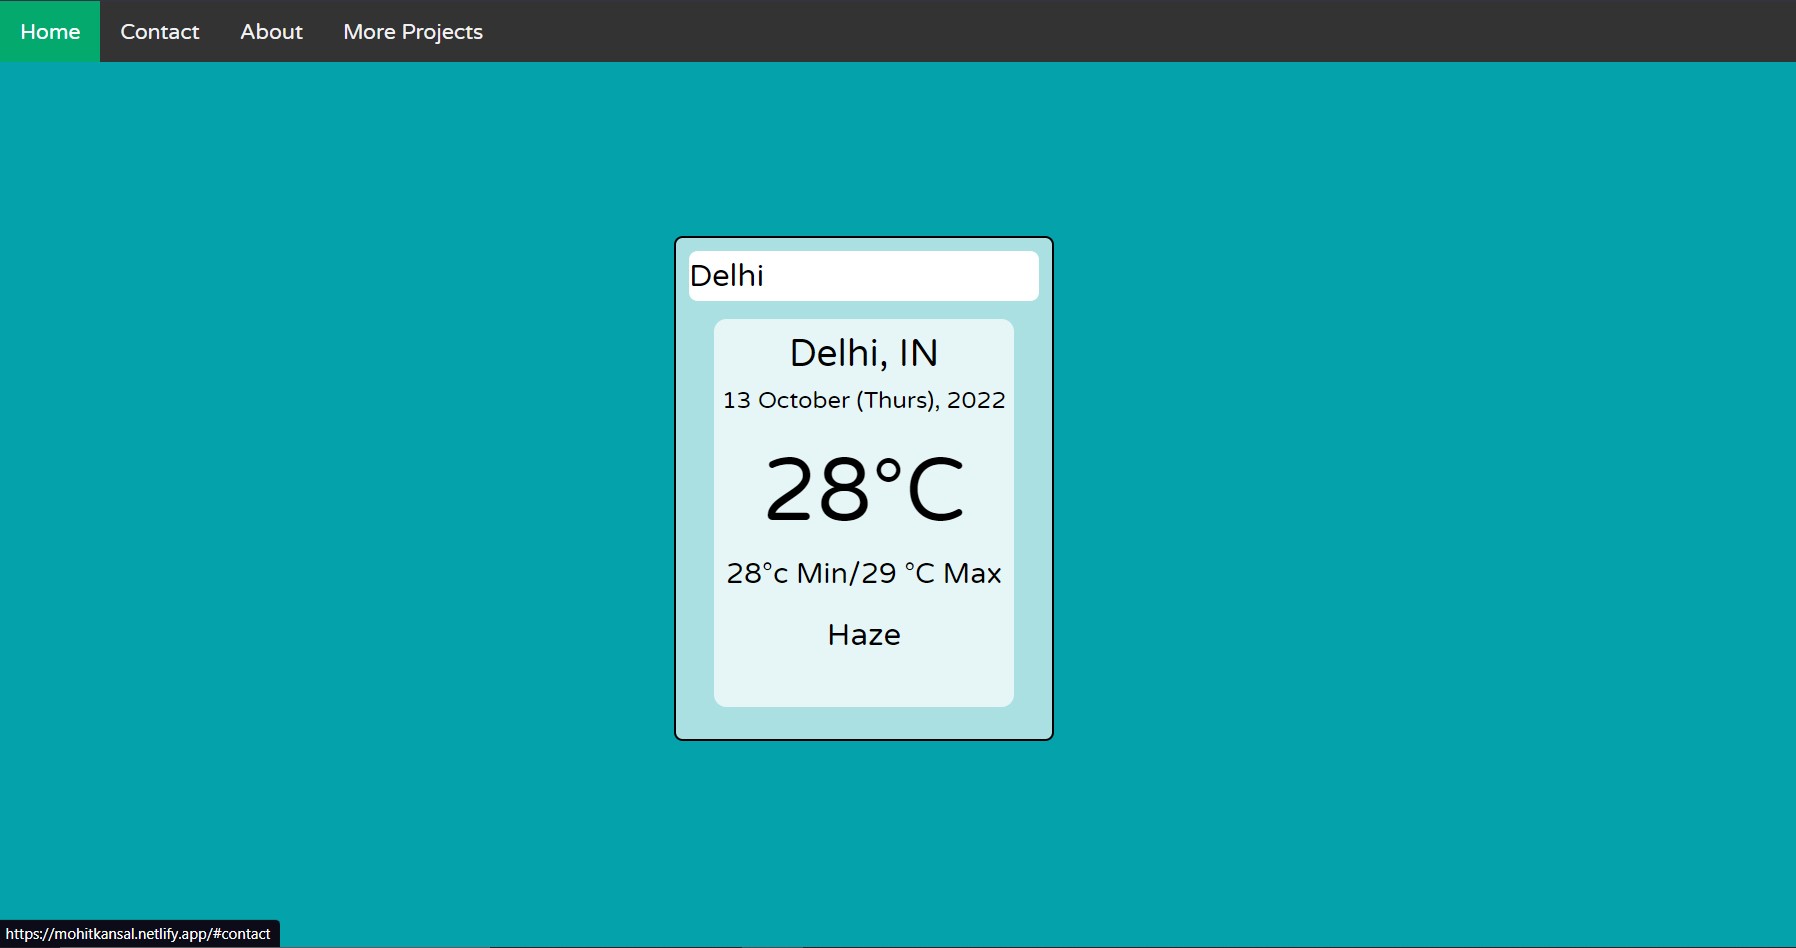 Home Contact About More Projects
Delhi
Delhi, IN
13 October (Thurs), 2022
28°C
28°c Min/29 °C Max
Haze
https://mohitkansal.netlify.app/#contact